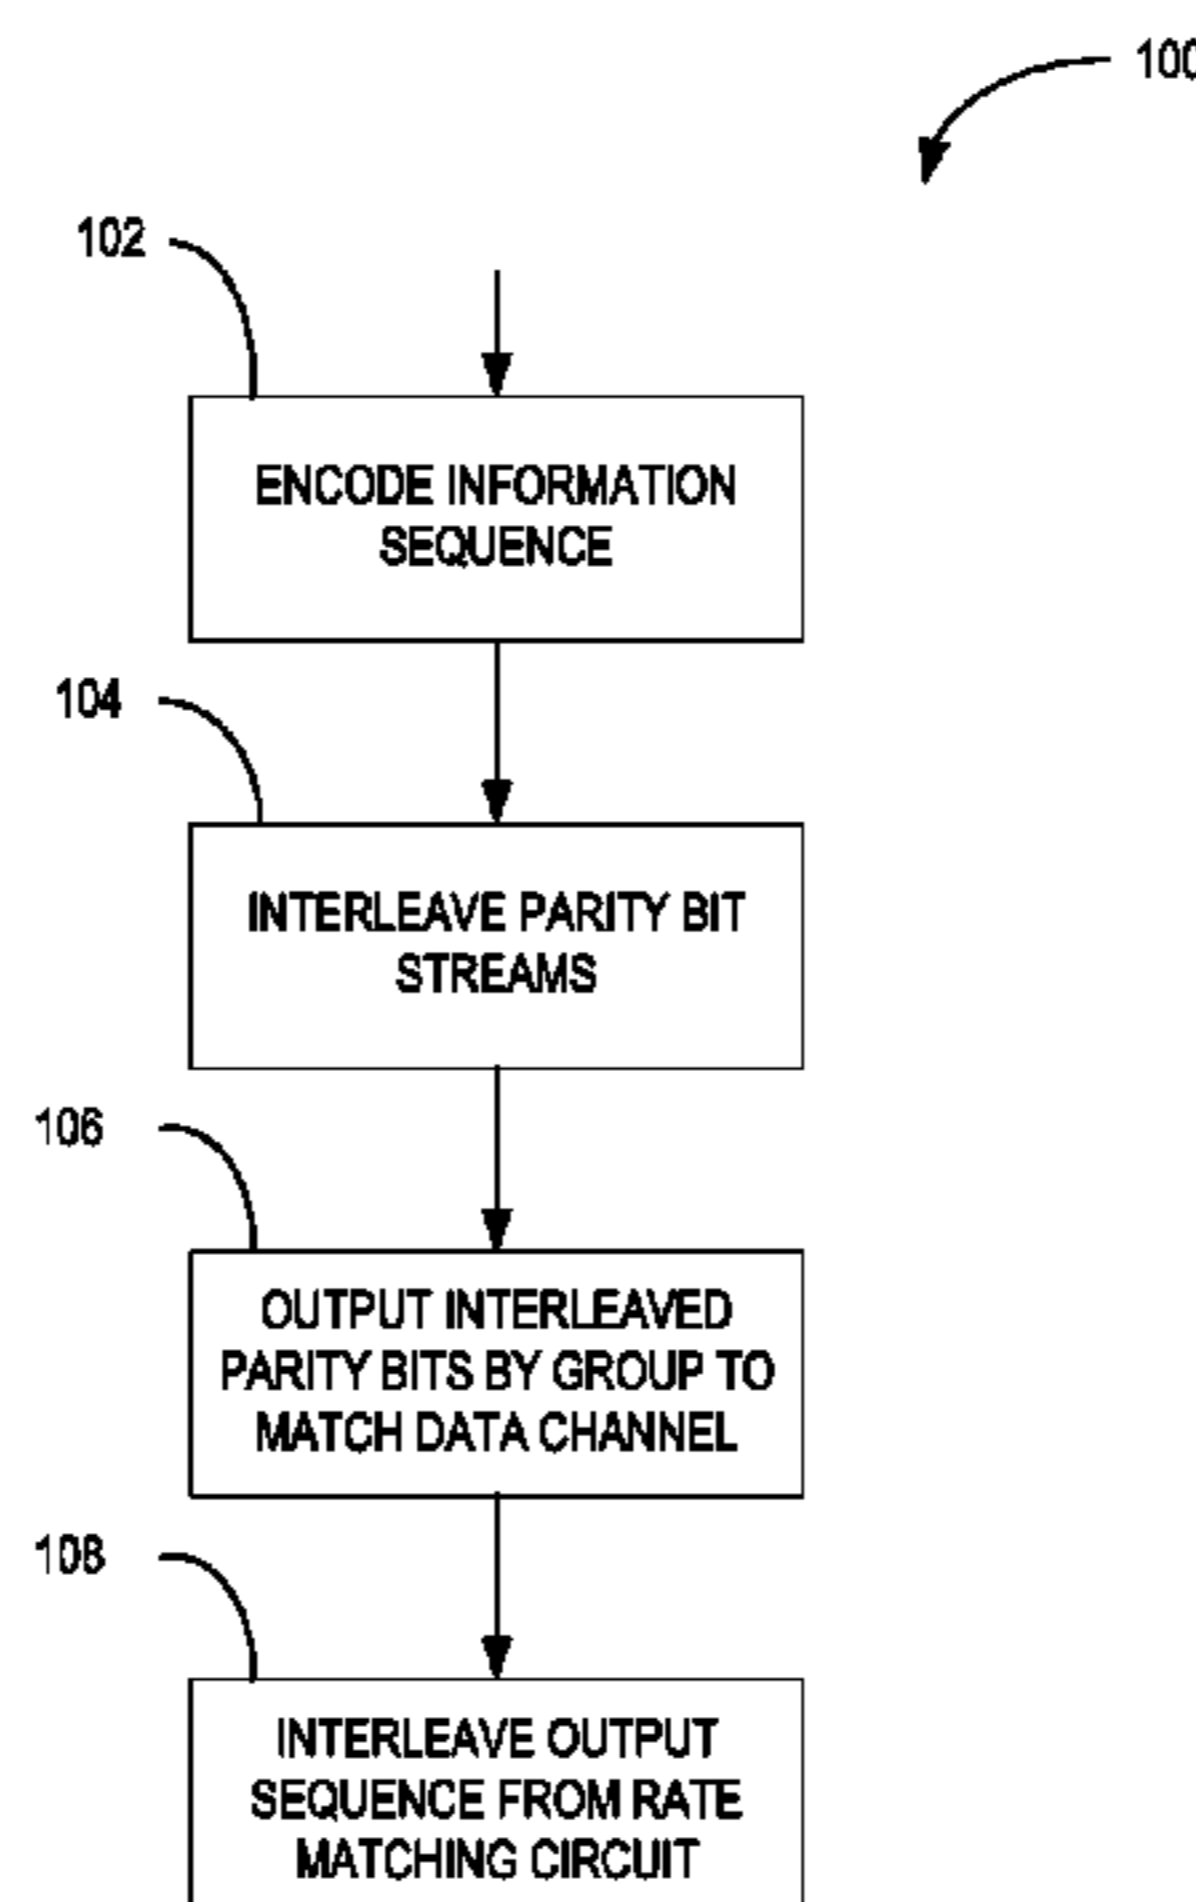 100
102
ENCODE INFORMATION
SEQUENCE
104
INTERLEAVE PARITY BIT
STREAMS
106
OUTPUT INTERLEAVED
PARITY BITS BY GROUP TO
MATCH DATA CHANNEL
108
INTERLEAVE OUTPUT
SEQUENCE FROM RATE
MATCHING CIRCUIT